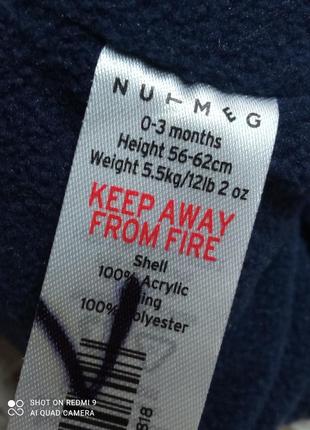 NUTMEG
0-3 months
Height 56-62cm
Weight 5.5kg/12lb 2 oz
KEEP AWAY
FROM FIRE
Shell
100% Acrylic
100% Polyester
SHOT ON REDMI 9
AI QUAD CAMERA